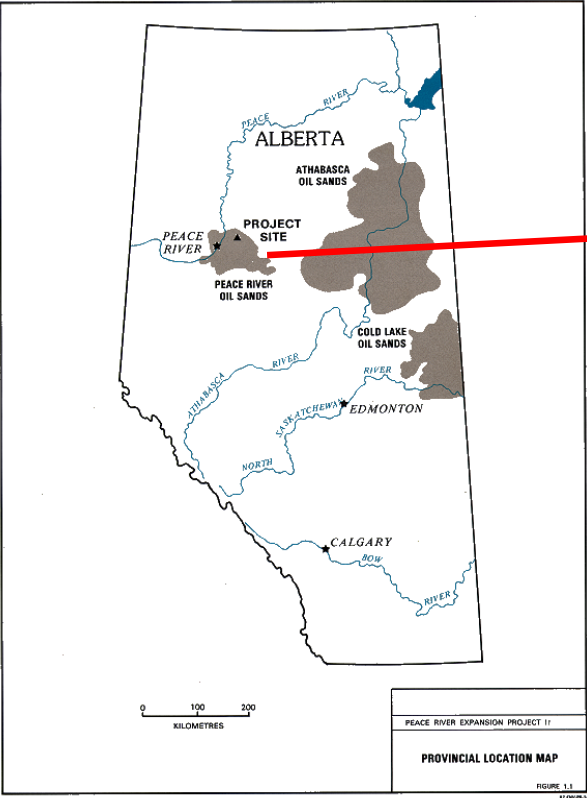 PEACE
RIVER
ALBERTA
ATHABASCA
OIL SANDS
PEACE
RIVER
PROJECT
SITE
PEACE RIVER
OIL SANDS
COLD LAKE
OIL SANDS
RIVER
RIVER
ATHABASCA
SASKATCHEWAN
EDMONTON
NORTH
CALGARY
BOW
RIVER
0 100 200
KILOMETRES
PEACE RIVER EXPANSION PROJECT II
PROVINCIAL LOCATION MAP
FIGURE 1.1